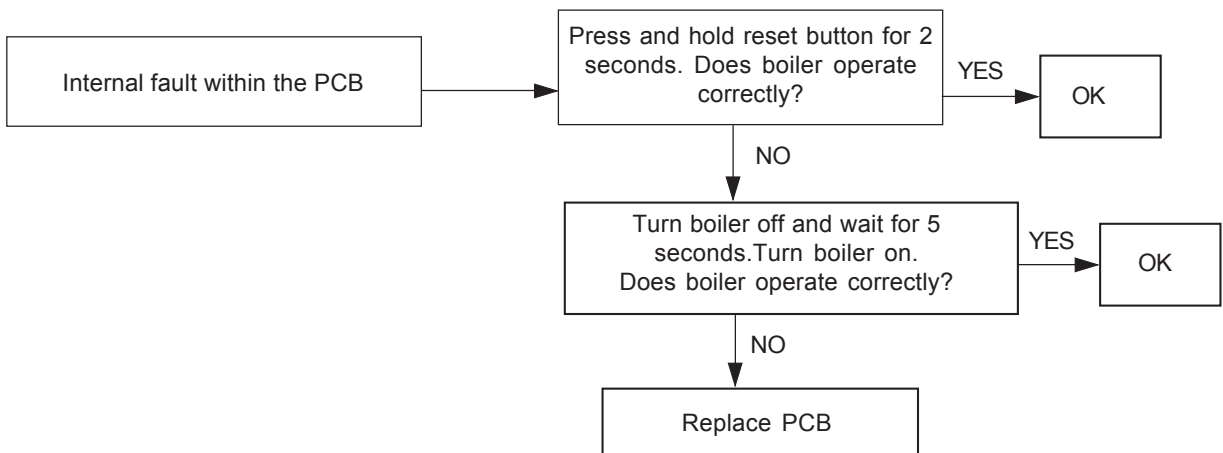 Internal fault within the PCB
Press and hold reset button for 2
seconds. Does boiler operate
correctly?
YES
OK
NO
Turn boiler off and wait for 5
seconds.Turn boiler on.
Does boiler operate correctly?
YES
OK
NO
Replace PCB